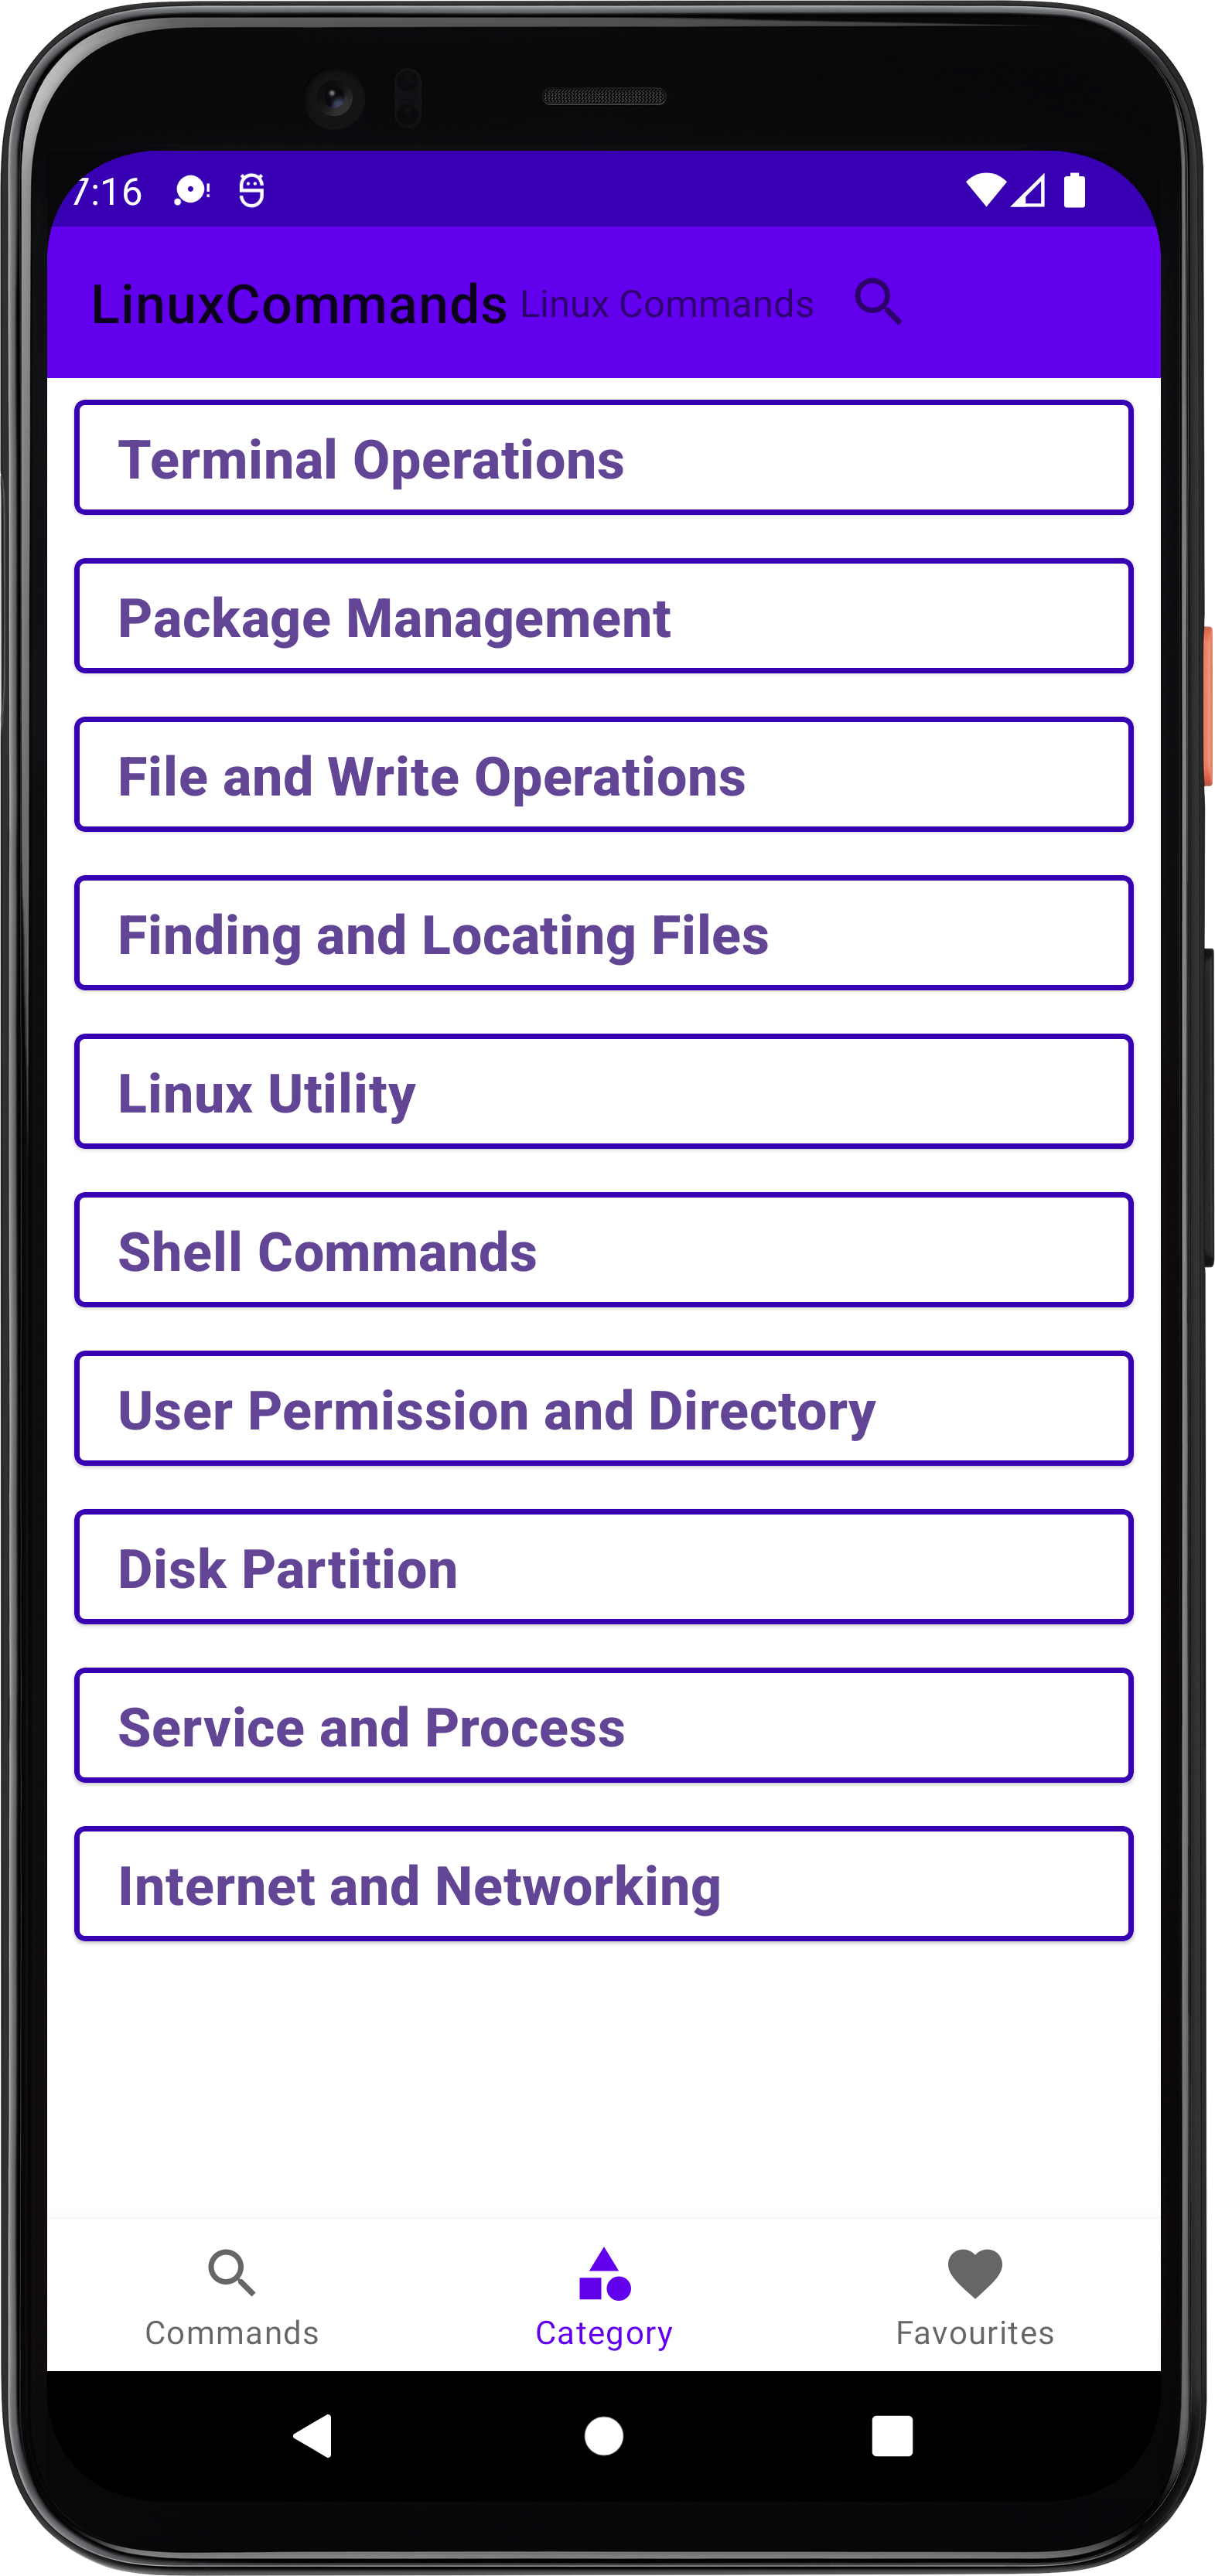 7:16
LinuxCommands Linux Commands
Terminal Operations
Package Management
File and Write Operations
Finding and Locating Files
Linux Utility
Shell Commands
User Permission and Directory
Disk Partition
Service and Process
Internet and Networking
Commands Category Favourites